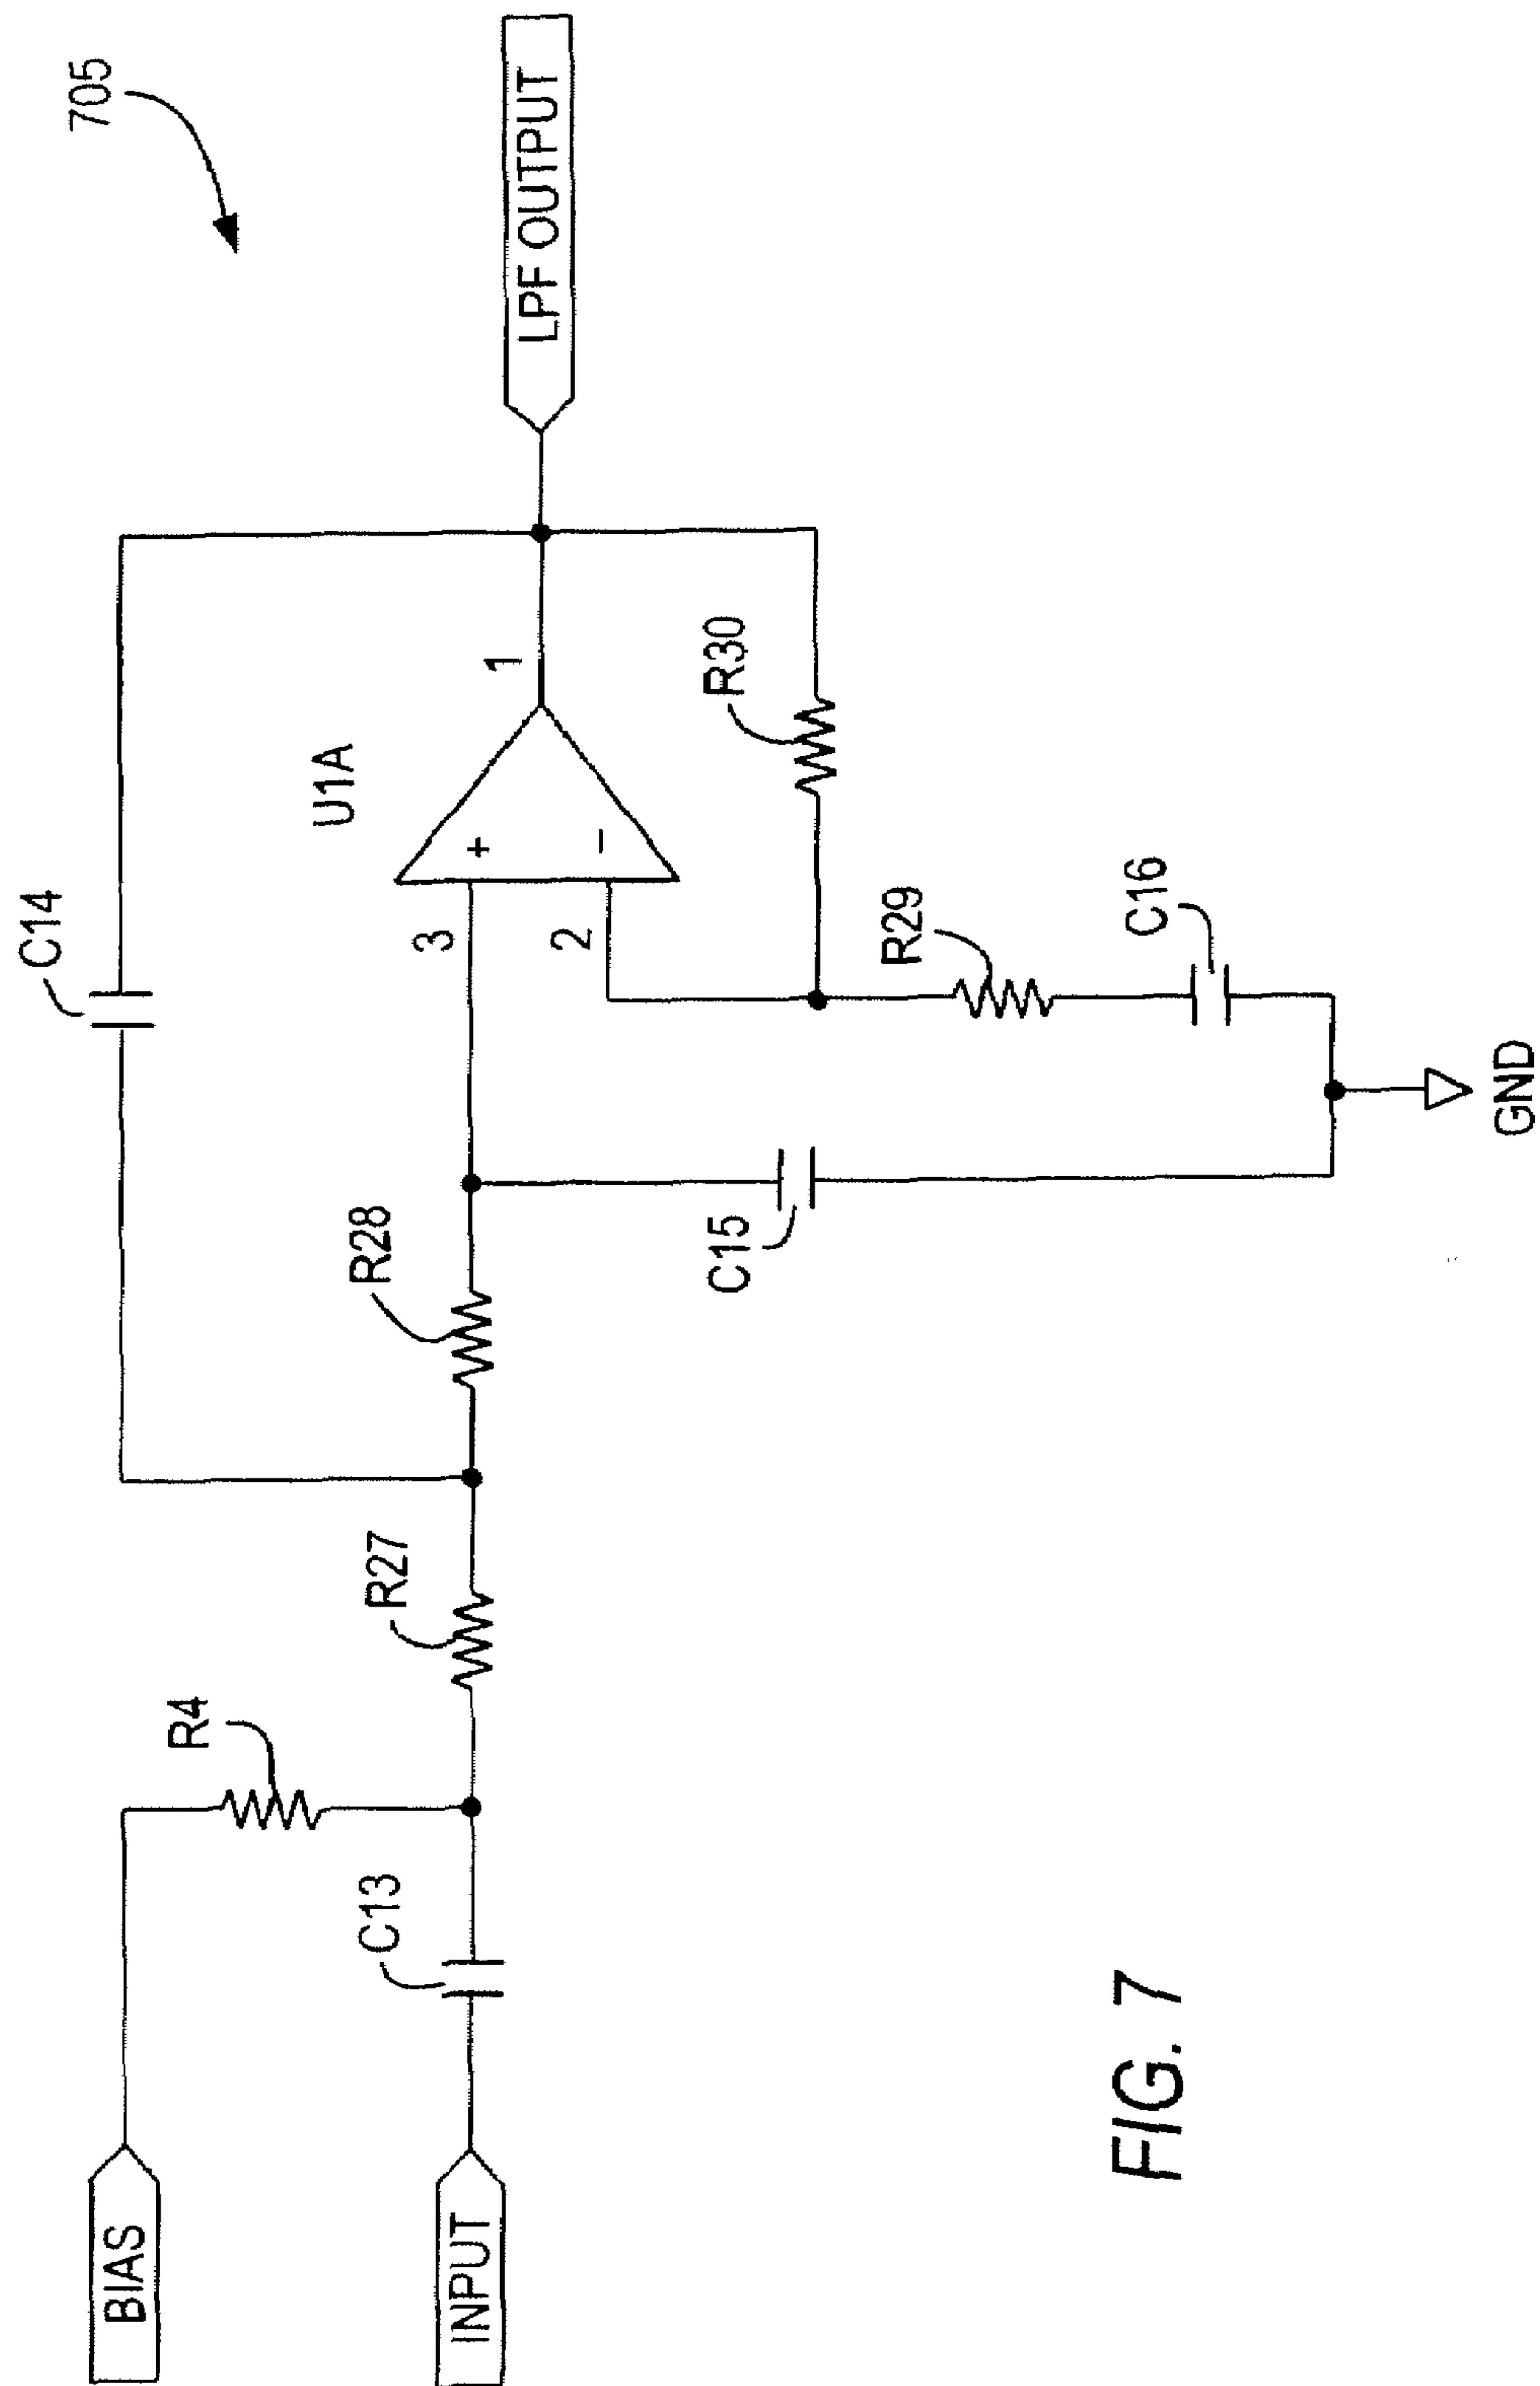 705
C14
U1A
BIAS
R4
R27
R28
3
+
1
LPF OUTPUT
INPUT
C13
2
–
R30
C15
R29
C16
GND
FIG. 7